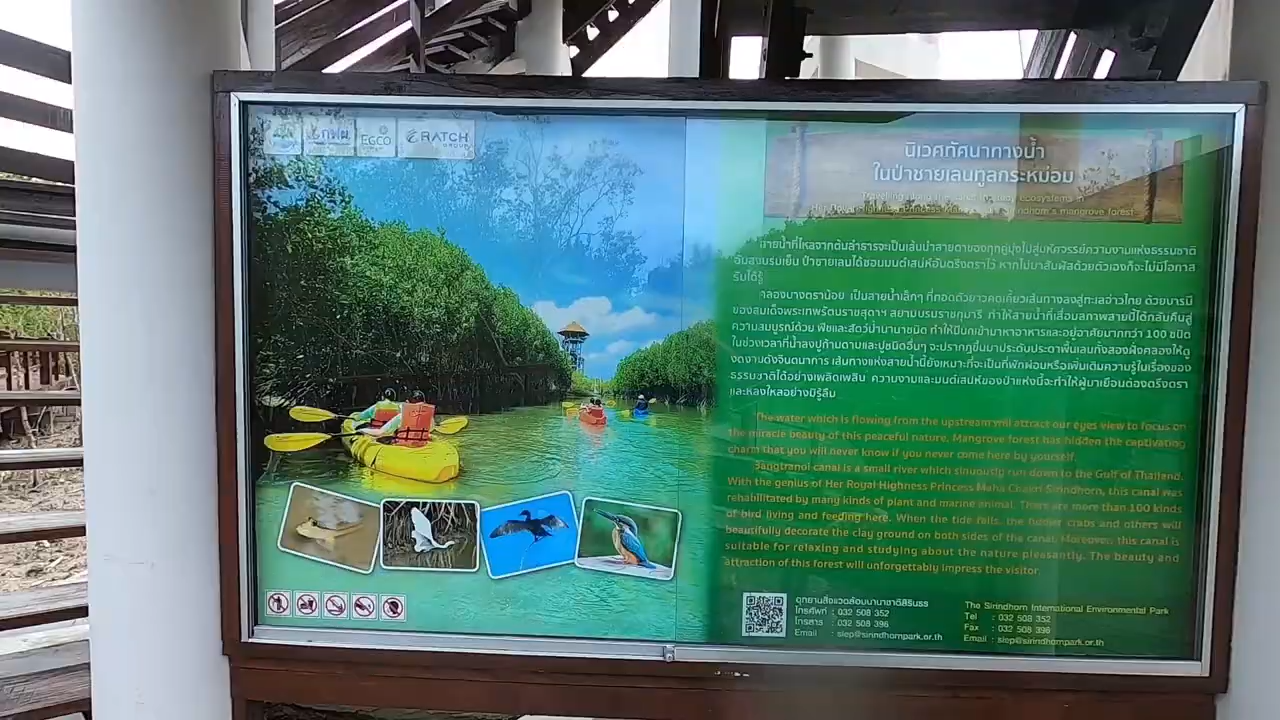 กฟผ
EGCO
RATCH
GROUP
นิเวศทัศนาทางน้ำ
ในป่าชายเลนทูลกระหม่อม
Travelling along the ecosystems in
Her Royal Highness Princess Maha Sirindhorn's mangrove forest
สายน้ำที่ไหลจากต้นลำธารจะเป็นเส้นนำสายตาของทุกคู่มุ่งไปสู่มหัศจรรย์ความงามแห่งธรรมชาติ
อันสงบร่มเย็น ป่าชายเลนได้ซ่อนมนต์เสน่ห์อันตรึงตราไว้ หากไม่มาสัมผัสด้วยตัวเองก็จะไม่มีโอกาส
รับได้รู้
คลองบางตราน้อย เป็นสายน้ำเล็กๆ ที่ทอดตัวยาวคดเคี้ยวเส้นทางลงสู่ทะเลอ่าวไทย ด้วยบารมี
ของสมเด็จพระเทพรัตนราชสุดาฯ สยามบรมราชกุมารี ทำให้สายน้ำที่เสื่อมสภาพสายนี้ได้กลับคืนสู่
ความสมบูรณ์ด้วย พืชและสัตว์น้ำนานาชนิด ทำให้มีนกเข้ามาหาอาหารและอยู่อาศัยมากกว่า 100 ชนิด
ในช่วงเวลาที่น้ำลงปูก้ามดาบและปูชนิดอื่นๆ จะปรากฏขึ้นมาประดับประดาพื้นเลนทั้งสองฝั่งคลองให้ดู
งดงามดังจินตนาการ เส้นทางแห่งสายน้ำนี้ยังเหมาะที่จะเป็นที่พักผ่อนหรือเพิ่มเติมความรู้ในเรื่องของ
ธรรมชาติได้อย่างเพลิดเพลิน ความงามและมนต์เสน่ห์ของป่าแห่งนี้จะทำให้ผู้มาเยือนต้องตรึงตรา
และหลงใหลอย่างมิรู้ลืม
The water which is flowing from the upstream will attract our eyes view to focus on
the miracle beauty of this peaceful nature. Mangrove forest has hidden the captivating
charm that you will never know if you never come here by yourself.
Bangtranoi canal is a small river which sinuously run down to the Gulf of Thailand.
With the genius of Her Royal Highness Princess Maha Chakri Sirindhorn, this canal was
rehabilitated by many kinds of plant and marine animal. There are more than 100 kinds
of bird living and feeding here. When the tide falls, the fiddler crabs and others will
beautifully decorate the clay ground on both sides of the canal. Moreover, this canal is
suitable for relaxing and studying about the nature pleasantly. The beauty and
attraction of this forest will unforgettably impress the visitor.
อุทยานสิ่งแวดล้อมนานาชาติสิรินธร
โทรศัพท์ : 032 508 352
โทรสาร : 032 508 396
Email : siep@sirindhornpark.or.th
The Sirindhorn International Environmental Park
Tel : 032 508 352
Fax : 032 508 396
Email : siep@sirindhornpark.or.th